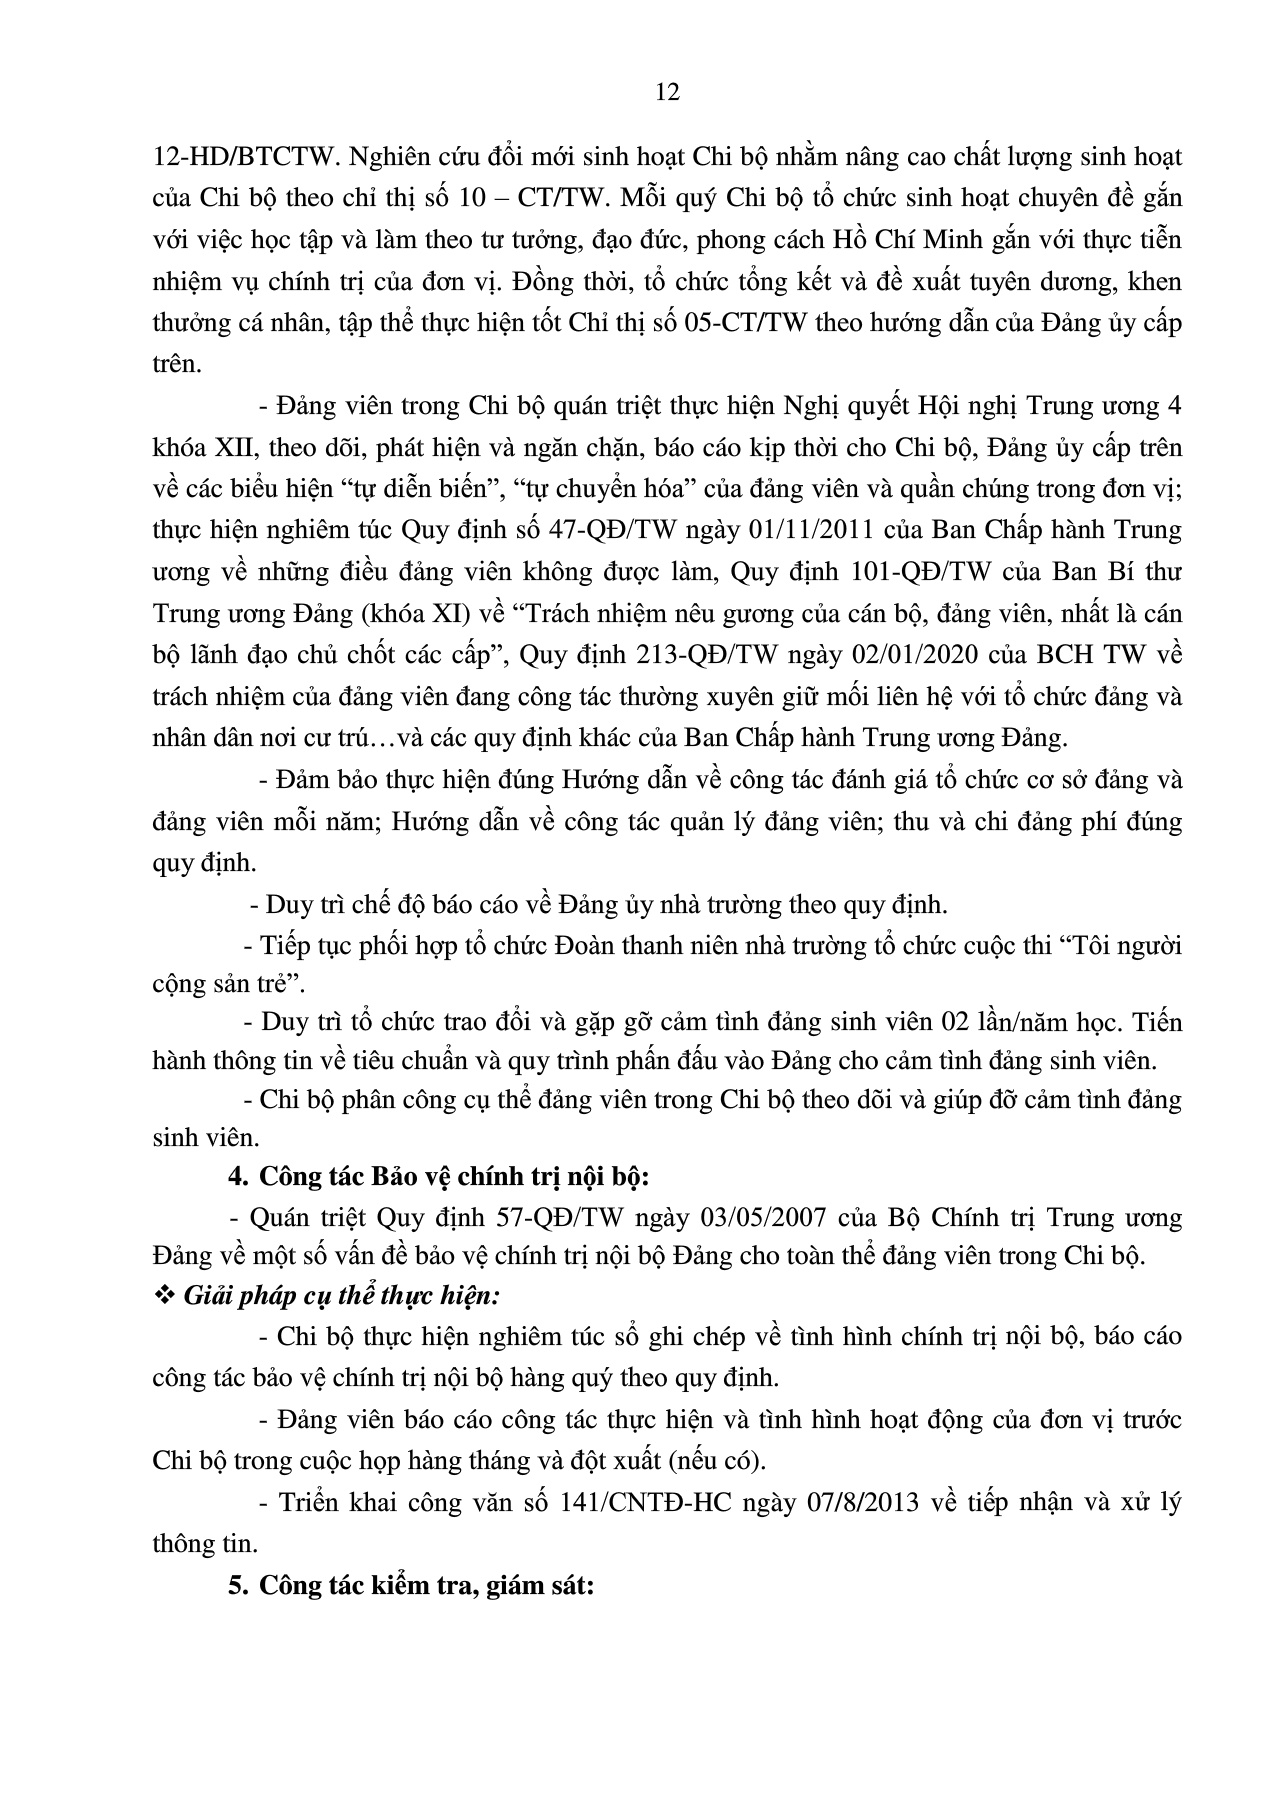 12
12-HD/BTCTW. Nghiên cứu đổi mới sinh hoạt Chi bộ nhằm nâng cao chất lượng sinh hoạt
của Chi bộ theo chỉ thị số 10 – CT/TW. Mỗi quý Chi bộ tổ chức sinh hoạt chuyên đề gắn
với việc học tập và làm theo tư tưởng, đạo đức, phong cách Hồ Chí Minh gắn với thực tiễn
nhiệm vụ chính trị của đơn vị. Đồng thời, tổ chức tổng kết và đề xuất tuyên dương, khen
thưởng cá nhân, tập thể thực hiện tốt Chỉ thị số 05-CT/TW theo hướng dẫn của Đảng ủy cấp
trên.
- Đảng viên trong Chi bộ quán triệt thực hiện Nghị quyết Hội nghị Trung ương 4
khóa XII, theo dõi, phát hiện và ngăn chặn, báo cáo kịp thời cho Chi bộ, Đảng ủy cấp trên
về các biểu hiện “tự diễn biến”, “tự chuyển hóa” của đảng viên và quần chúng trong đơn vị;
thực hiện nghiêm túc Quy định số 47-QĐ/TW ngày 01/11/2011 của Ban Chấp hành Trung
ương về những điều đảng viên không được làm, Quy định 101-QĐ/TW của Ban Bí thư
Trung ương Đảng (khóa XI) về “Trách nhiệm nêu gương của cán bộ, đảng viên, nhất là cán
bộ lãnh đạo chủ chốt các cấp”, Quy định 213-QĐ/TW ngày 02/01/2020 của BCH TW về
trách nhiệm của đảng viên đang công tác thường xuyên giữ mối liên hệ với tổ chức đảng và
nhân dân nơi cư trú…và các quy định khác của Ban Chấp hành Trung ương Đảng.
- Đảm bảo thực hiện đúng Hướng dẫn về công tác đánh giá tổ chức cơ sở đảng và
đảng viên mỗi năm; Hướng dẫn về công tác quản lý đảng viên; thu và chi đảng phí đúng
quy định.
- Duy trì chế độ báo cáo về Đảng ủy nhà trường theo quy định.
- Tiếp tục phối hợp tổ chức Đoàn thanh niên nhà trường tổ chức cuộc thi “Tôi người
cộng sản trẻ”.
- Duy trì tổ chức trao đổi và gặp gỡ cảm tình đảng sinh viên 02 lần/năm học. Tiến
hành thông tin về tiêu chuẩn và quy trình phấn đấu vào Đảng cho cảm tình đảng sinh viên.
- Chi bộ phân công cụ thể đảng viên trong Chi bộ theo dõi và giúp đỡ cảm tình đảng
sinh viên.
4. Công tác Bảo vệ chính trị nội bộ:
- Quán triệt Quy định 57-QĐ/TW ngày 03/05/2007 của Bộ Chính trị Trung ương
Đảng về một số vấn đề bảo vệ chính trị nội bộ Đảng cho toàn thể đảng viên trong Chi bộ.
❖ Giải pháp cụ thể thực hiện:
- Chi bộ thực hiện nghiêm túc sổ ghi chép về tình hình chính trị nội bộ, báo cáo
công tác bảo vệ chính trị nội bộ hàng quý theo quy định.
- Đảng viên báo cáo công tác thực hiện và tình hình hoạt động của đơn vị trước
Chi bộ trong cuộc họp hàng tháng và đột xuất (nếu có).
- Triển khai công văn số 141/CNTĐ-HC ngày 07/8/2013 về tiếp nhận và xử lý
thông tin.
5. Công tác kiểm tra, giám sát: